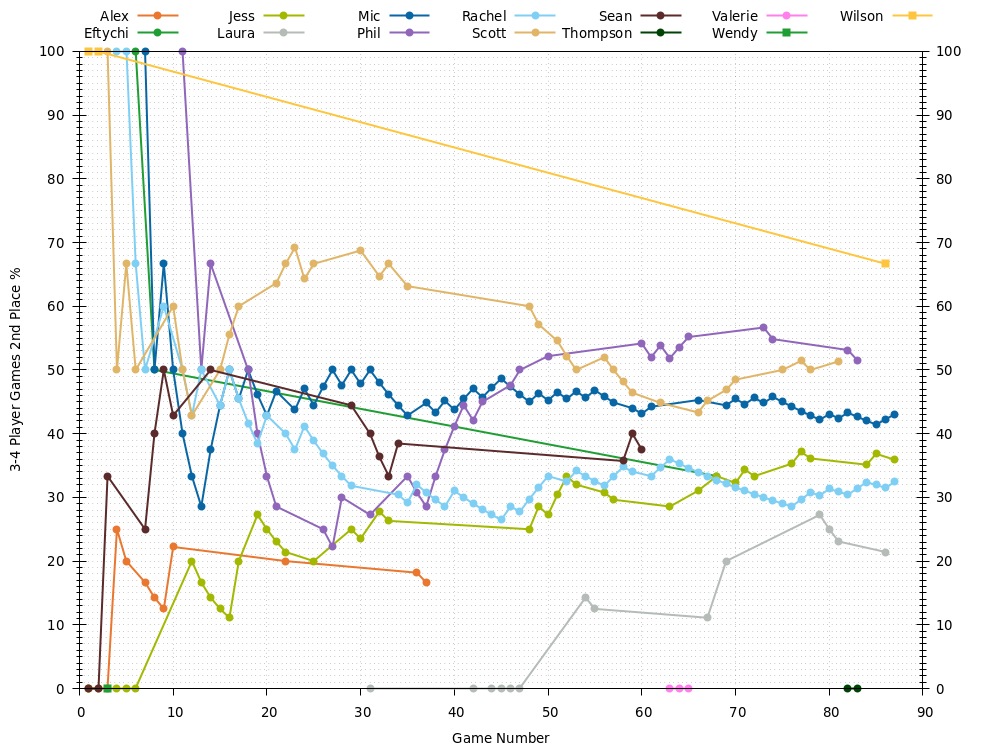 Alex Jess Mic Rachel Sean Valerie Wilson
Eftychi Laura Phil Scott Thompson Wendy
100 100
90 90
80 80
70 70
60 60
50 50
40 40
30 30
20 20
10 10
0 0
0 10 20 30 40 50 60 70 80 90
3-4 Player Games 2nd Place %
Game Number